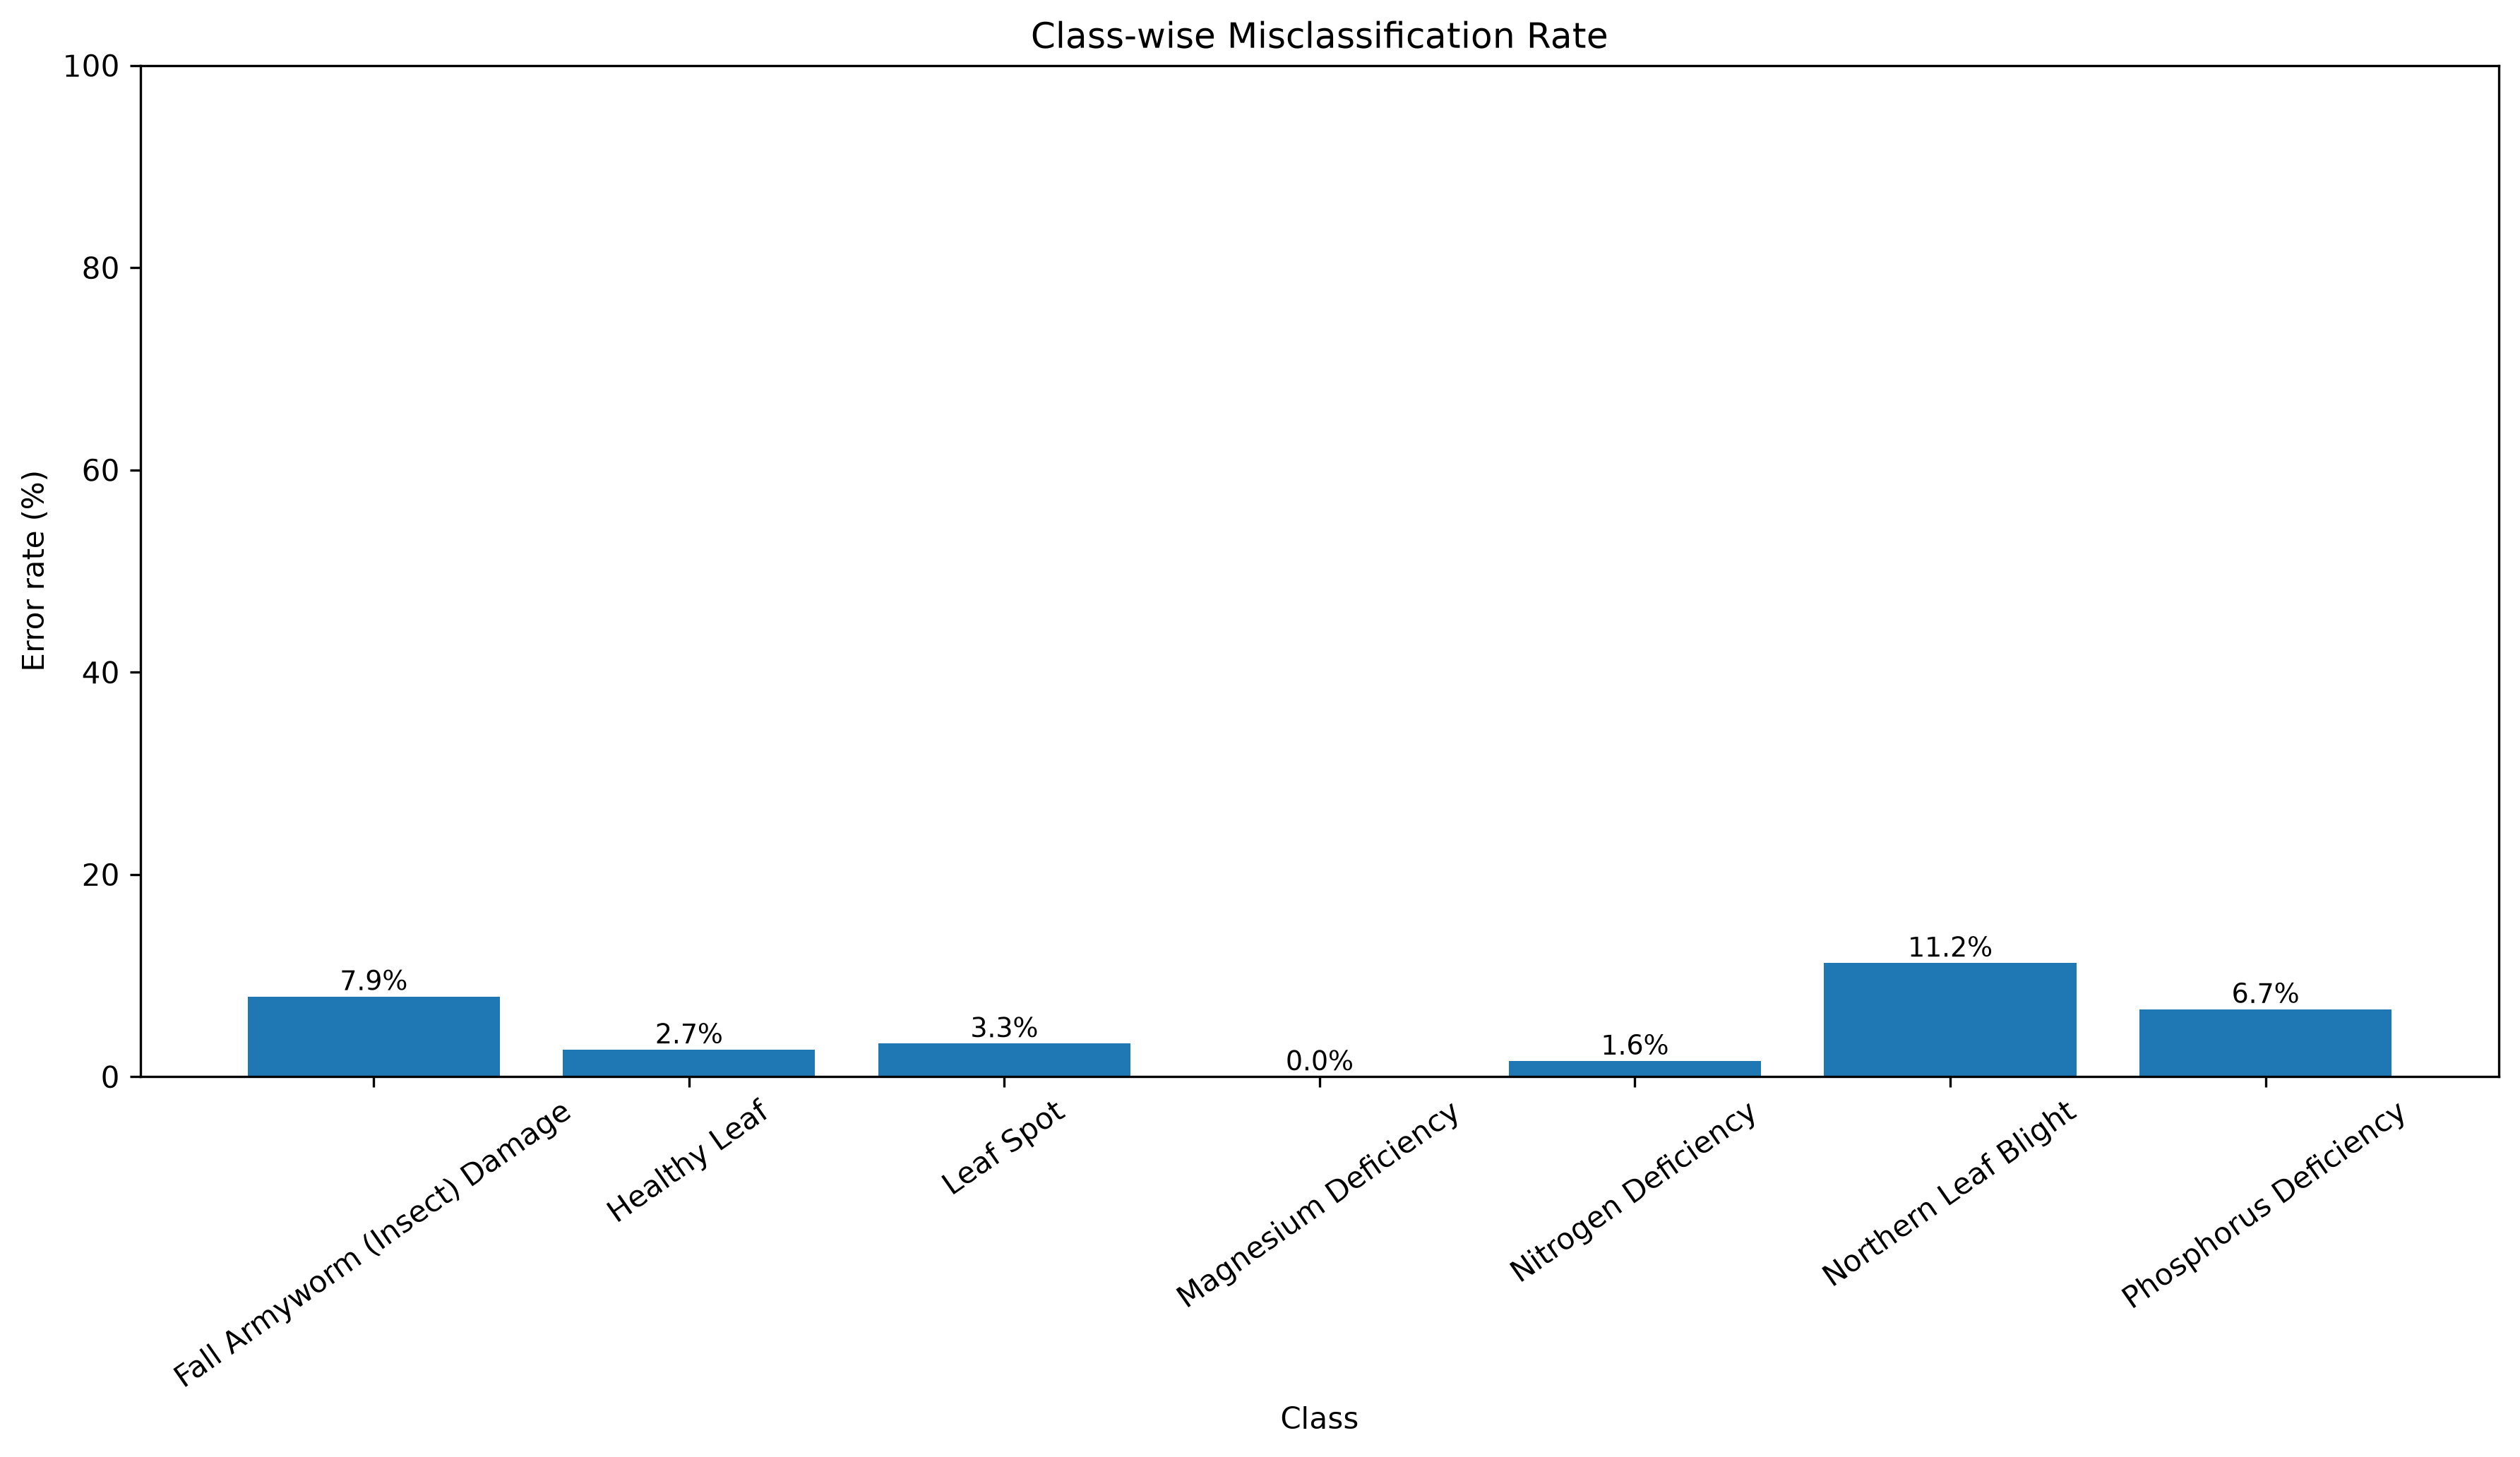 Class-wise Misclassification Rate
100
80
60
40
20
0
Error rate (%)
7.9%
2.7%
3.3%
0.0%
1.6%
11.2%
6.7%
Fall Armyworm (Insect) Damage
Healthy Leaf
Leaf Spot
Magnesium Deficiency
Nitrogen Deficiency
Northern Leaf Blight
Phosphorus Deficiency
Class